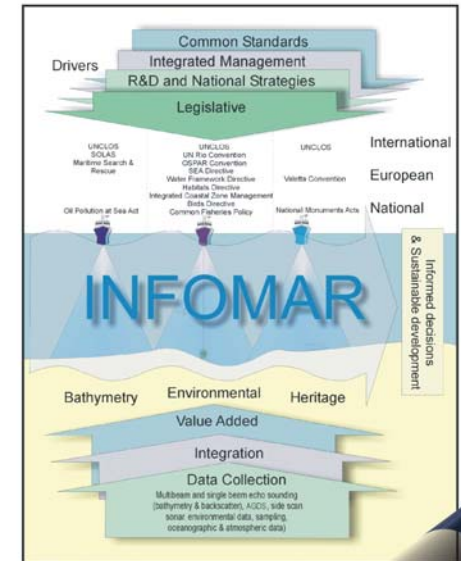 Common Standards
Drivers
Integrated Management
R&D and National Strategies
Legislative
UNCLOS
SOLAS
Maritime Search &
Rescue
Oil Pollution at Sea Act
UNCLOS
UN Rio Convention
OSPAR Convention
SEA Directive
Water Framework Directive
Habitats Directive
Integrated Coastal Zone Management
Birds Directive
Common Fisheries Policy
UNCLOS
Valetta Convention
National Monuments Acts
International
European
National
INFOMAR
Informed decisions
& Sustainable development
Bathymetry
Environmental
Heritage
Value Added
Integration
Data Collection
Multibeam and single beam echo sounding
(bathymetry & backscatter), AGDS, side scan
sonar, environmental data, sampling,
oceanographic & atmospheric data)